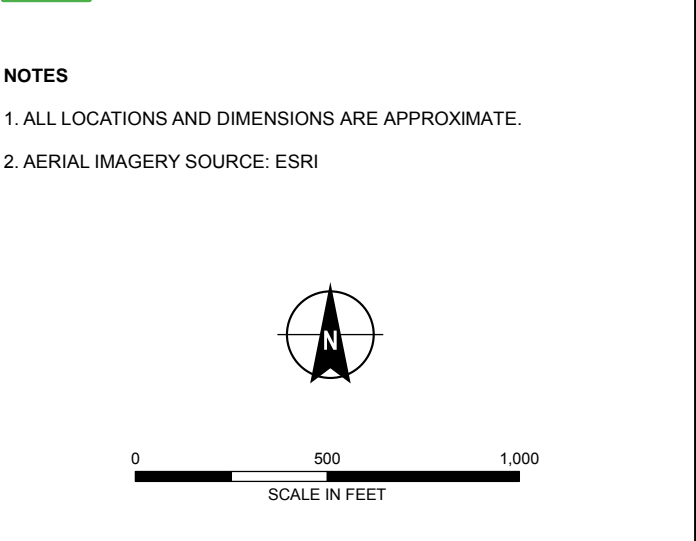 NOTES
1. ALL LOCATIONS AND DIMENSIONS ARE APPROXIMATE.
2. AERIAL IMAGERY SOURCE: ESRI
N
0 500 1,000
SCALE IN FEET